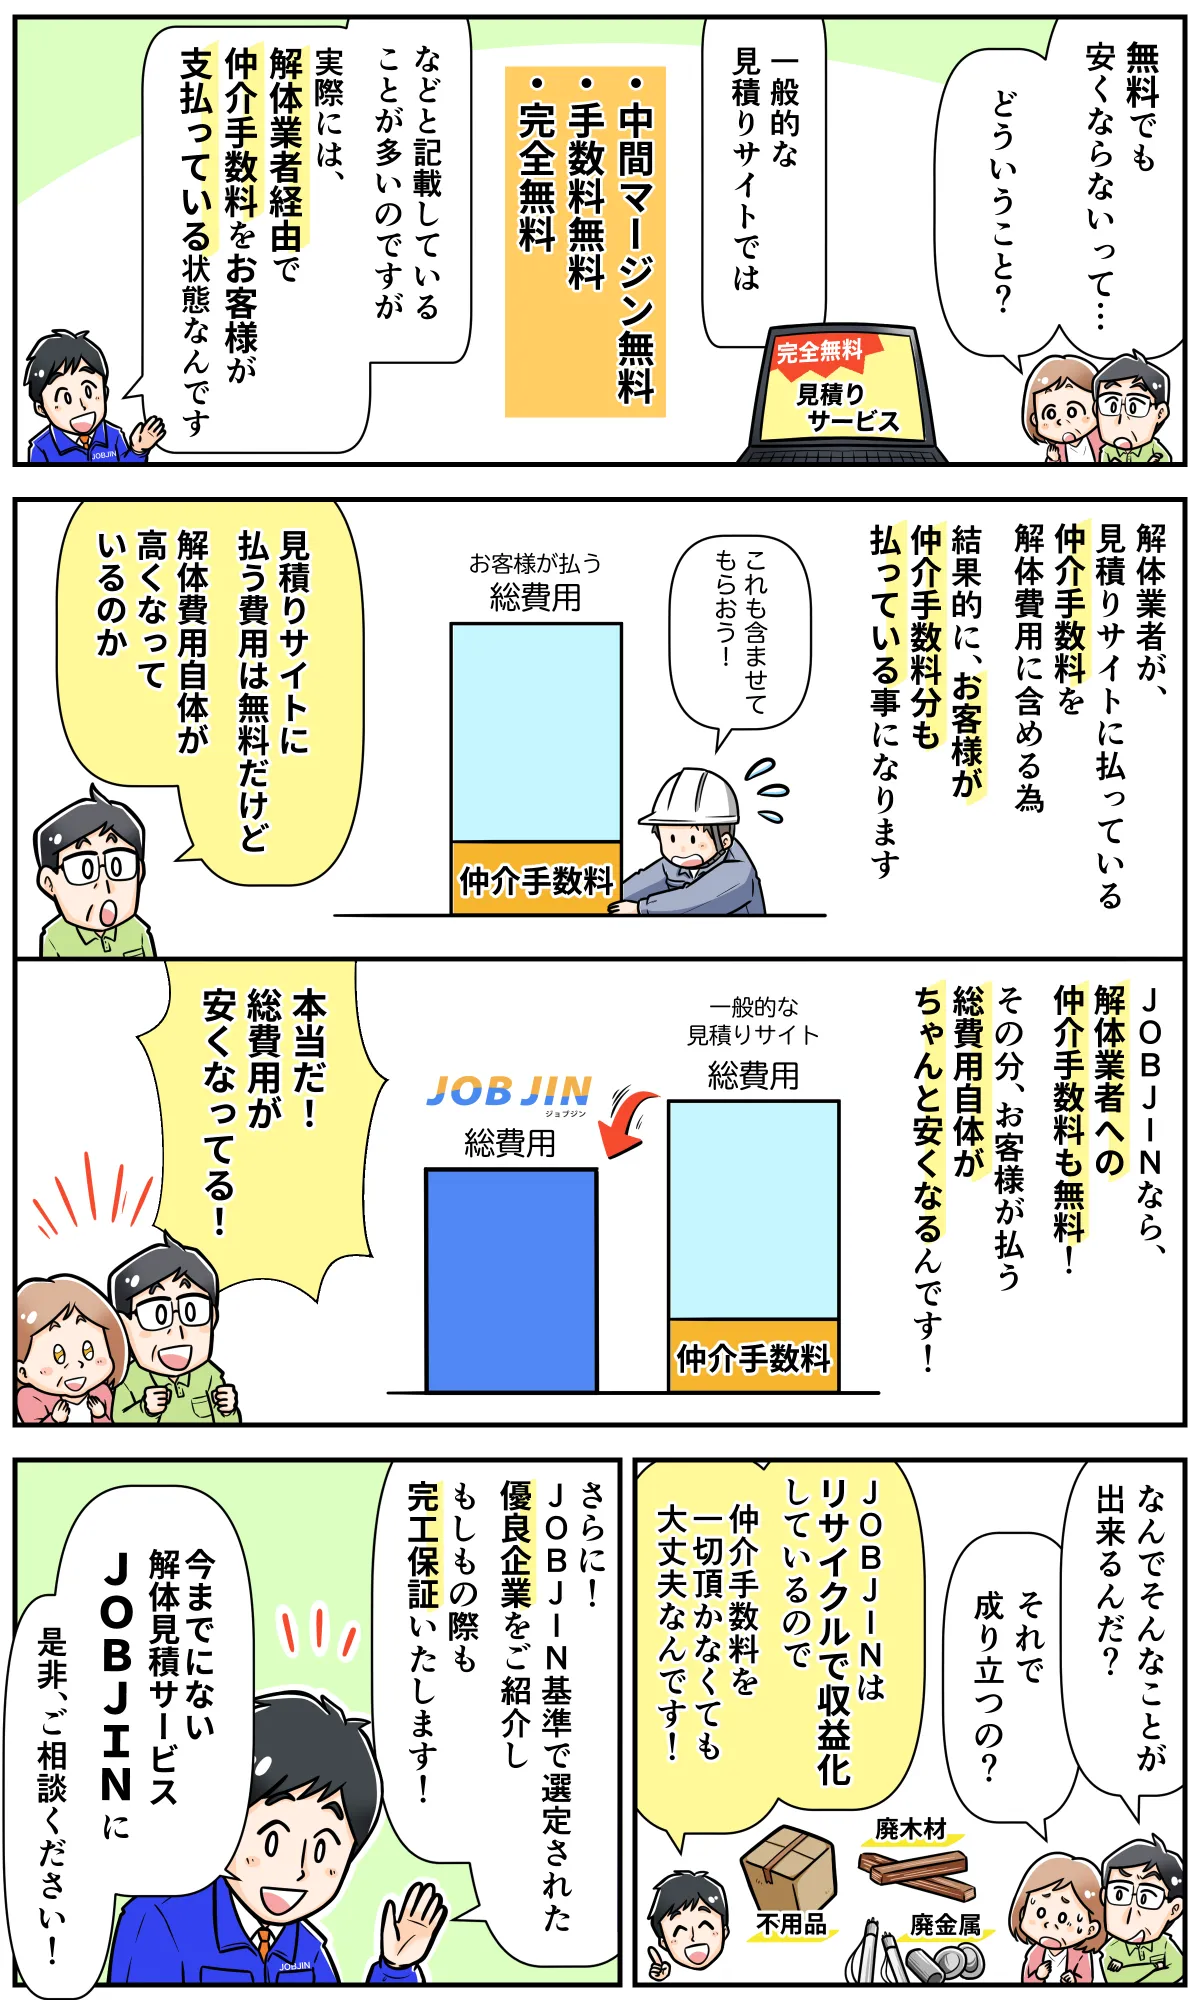 無料でも
安くならないって…
どういうこと？
一般的な
見積りサイトでは
完全無料
見積り
サービス
・中間マージン無料
・手数料無料
・完全無料
などと記載している
ことが多いのですが
実際には、
解体業者経由で
仲介手数料をお客様が
支払っている状態なんです
JOBJIN
解体業者が、
見積りサイトに払っている
仲介手数料を
解体費用に含める為
結果的に、お客様が
仲介手数料分も
払っている事になります
これも含ませて
もらおう！
お客様が払う
総費用
仲介手数料
見積りサイトに
払う費用は無料だけど
解体費用自体が
高くなって
いるのか
JOBJINなら、
解体業者への
仲介手数料も無料！
その分、お客様が払う
総費用自体が
ちゃんと安くなるんです！
一般的な
見積りサイト
総費用
仲介手数料
JOB JIN
ジョブジン
総費用
本当だ！
総費用が
安くなってる！
なんでそんなことが
出来るんだ？
それで
成り立つの？
JOBJINは
リサイクルで収益化
しているので
仲介手数料を
一切頂かなくても
大丈夫なんです！
廃木材
不用品
廃金属
さらに！
JOBJIN基準で選定された
優良企業をご紹介し
もしもの際も
完工保証いたします！
今までにない
解体見積サービス
JOBJINに
是非、ご相談ください！
JOBJIN